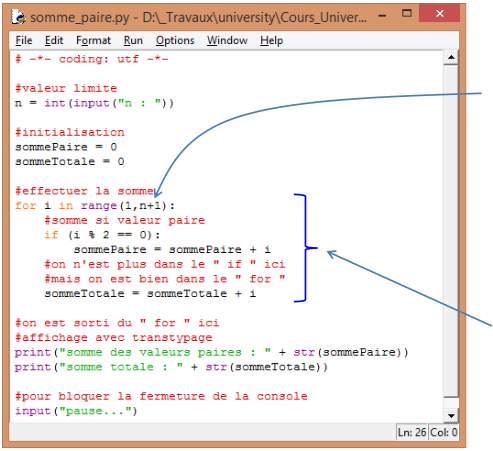 somme_paire.py - D:\_Travaux\university\Cours_Univer...
File Edit Format Run Options Window Help
# -*- coding: utf -*-
#valeur limite
n = int(input("n : "))
#initialisation
sommePaire = 0
sommeTotale = 0
#effectuer la somme
for i in range(1,n+1):
#somme si valeur paire
if (i % 2 == 0):
sommePaire = sommePaire + i
#on n'est plus dans le " if " ici
#mais on est bien dans le " for "
sommeTotale = sommeTotale + i
#on est sorti du " for " ici
#affichage avec transtypage
print("somme des valeurs paires : " + str(sommePaire))
print("somme totale : " + str(sommeTotale))
#pour bloquer la fermeture de la console
input("pause...")
Ln: 26 Col: 0